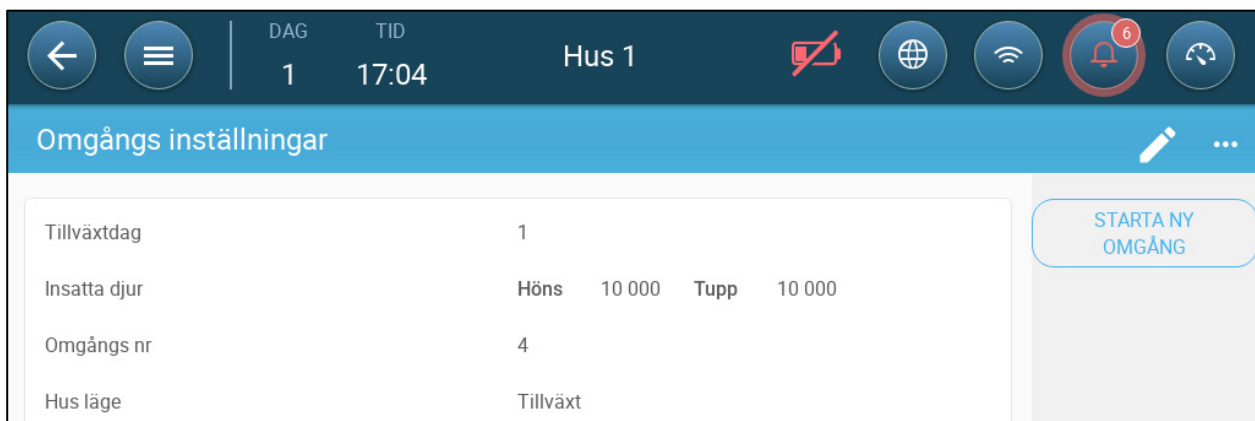 DAG TID
1 17:04
Hus 1
6
Omgångs inställningar
STARTA NY
OMGÅNG
Tillväxtdag 1
Insatta djur Höns 10 000 Tupp 10 000
Omgångs nr 4
Hus läge Tillväxt